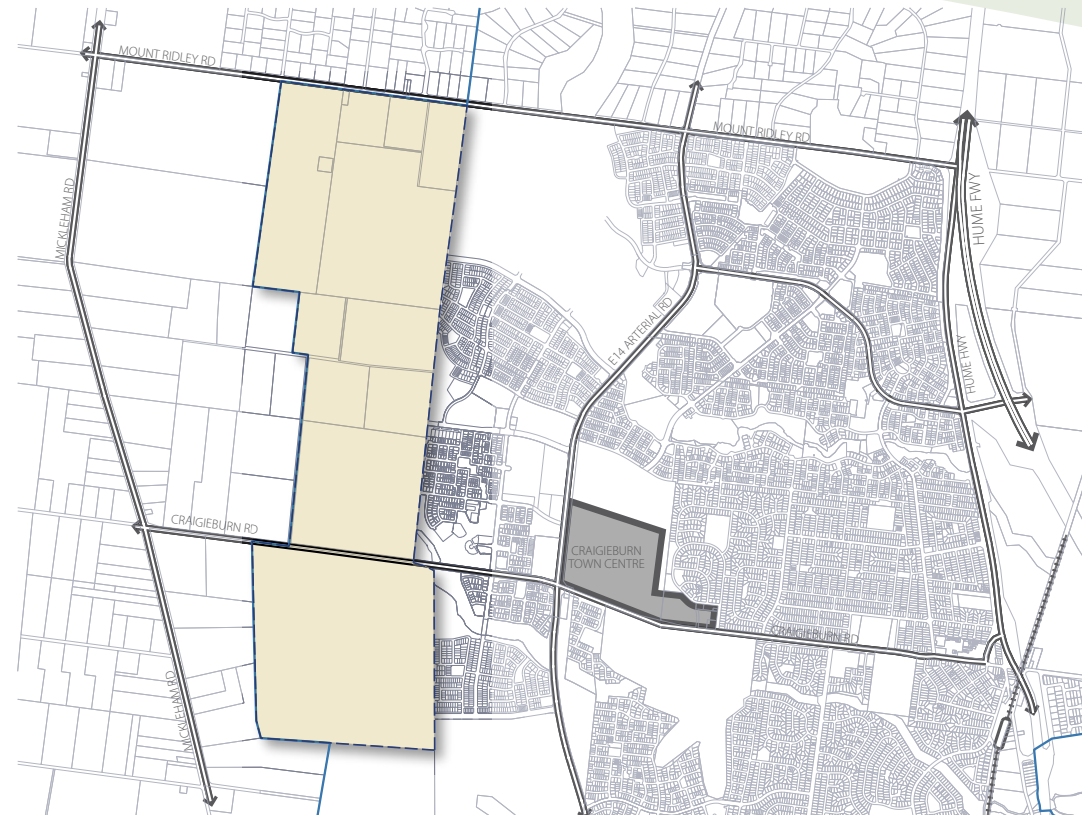 MOUNT RIDLEY RD
MOUNT RIDLEY RD
MICKLEHAM RD
HUME FWY
E14 ARTERIAL RD
HUME FWY
CRAIGIEBURN RD
CRAIGIEBURN
TOWN CENTRE
CRAIGIEBURN RD
MICKLEHAM RD